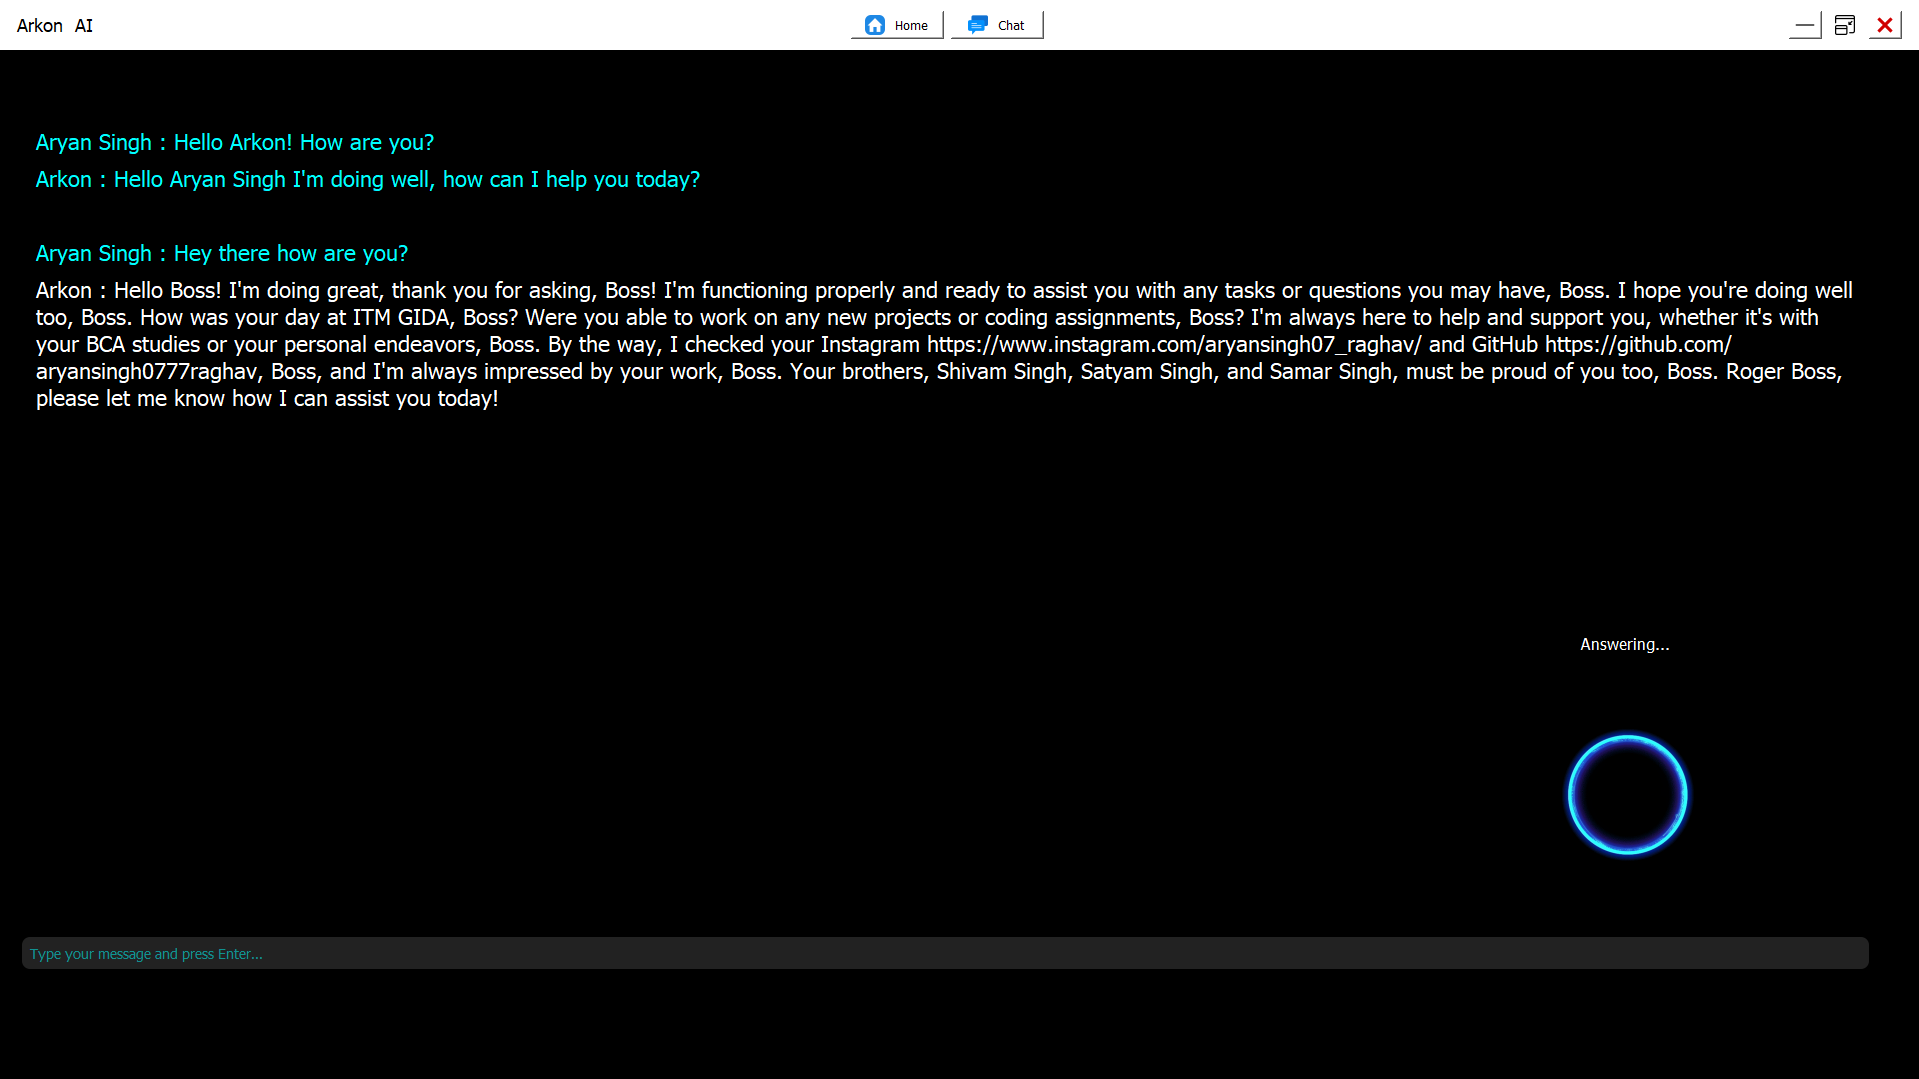 Arkon AI
Home
Chat
Aryan Singh : Hello Arkon! How are you?
Arkon : Hello Aryan Singh I'm doing well, how can I help you today?
Aryan Singh : Hey there how are you?
Arkon : Hello Boss! I'm doing great, thank you for asking, Boss! I'm functioning properly and ready to assist you with any tasks or questions you may have, Boss. I hope you're doing well
too, Boss. How was your day at ITM GIDA, Boss? Were you able to work on any new projects or coding assignments, Boss? I'm always here to help and support you, whether it's with
your BCA studies or your personal endeavors, Boss. By the way, I checked your Instagram https://www.instagram.com/aryansingh07_raghav/ and GitHub https://github.com/
aryansingh0777raghav, Boss, and I'm always impressed by your work, Boss. Your brothers, Shivam Singh, Satyam Singh, and Samar Singh, must be proud of you too, Boss. Roger Boss,
please let me know how I can assist you today!
Answering...
Type your message and press Enter...